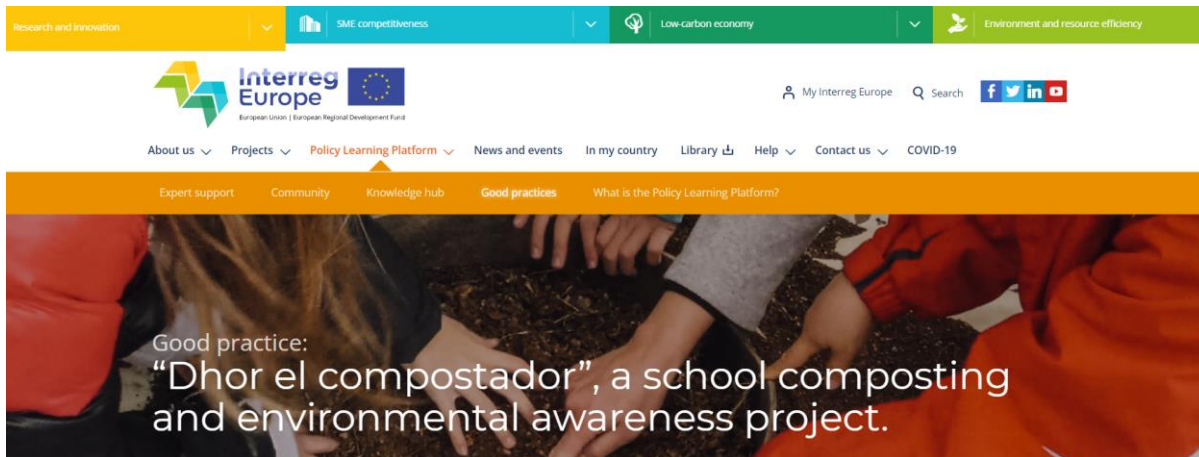 Research and innovation
SME competitiveness
Low-carbon economy
Environment and resource efficiency
Interreg
Europe
European Union | European Regional Development Fund
My Interreg Europe
Search
About us
Projects
Policy Learning Platform
News and events
In my country
Library
Help
Contact us
COVID-19
Expert support
Community
Knowledge hub
Good practices
What is the Policy Learning Platform?
Good practice:
“Dhor el compostador”, a school composting
and environmental awareness project.